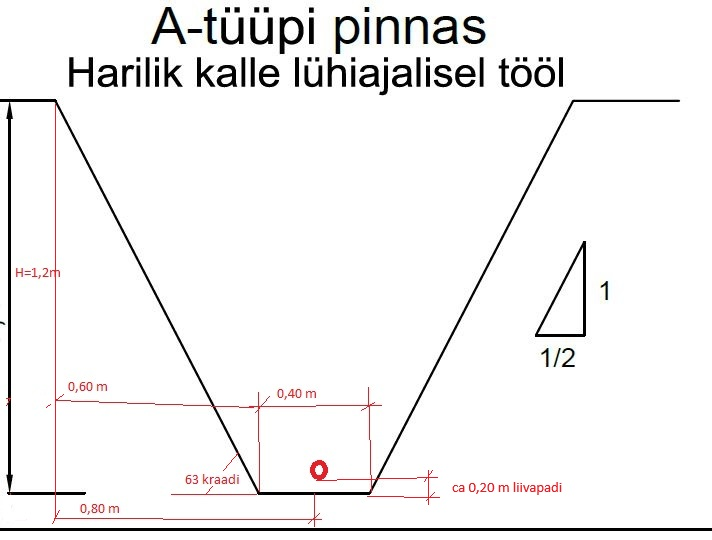 A-tüüpi pinnas
Harilik kalle lühiajalisel tööl
H=1,2m
1
1/2
0,60 m
0,40 m
63 kraadi
ca 0,20 m liivapadi
0,80 m